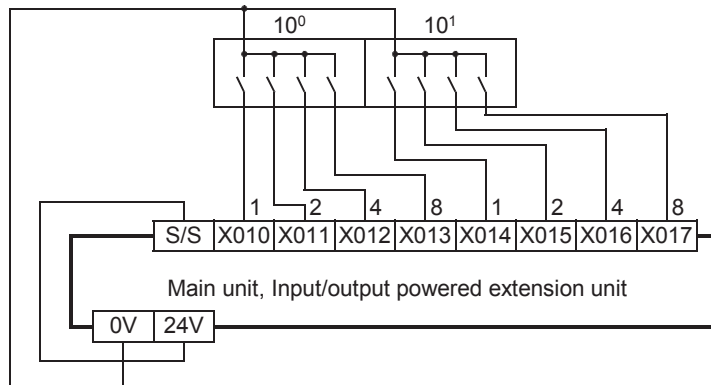 10⁰ 10¹
1 2 4 8 1 2 4 8
S/S X010 X011 X012 X013 X014 X015 X016 X017
Main unit, Input/output powered extension unit
0V 24V